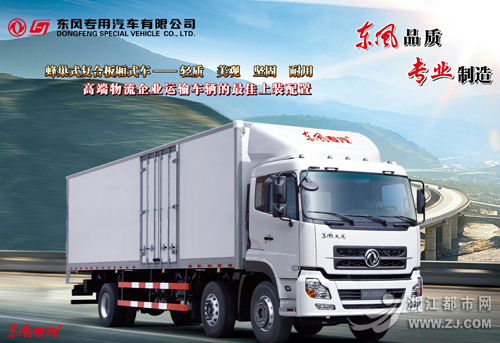 东风专用汽车有限公司
DONGFENG SPECIAL VEHICLE CO., LTD.
东风品质
专业制造
蜂巢式复合板厢式车——轻质 美观 坚固 耐用
高端物流企业运输车辆的最佳上装配置
东风天龙
浙江都市网
WWW.ZJ.COM